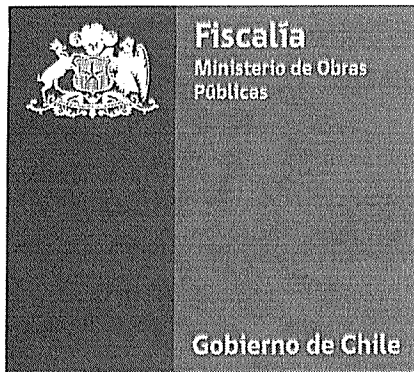 Fiscalía
Ministerio de Obras
Públicas
Gobierno de Chile